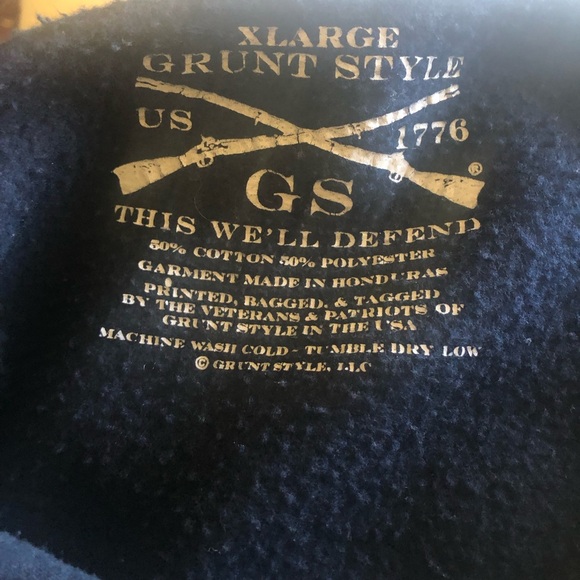 XLARGE
GRUNT STYLE
US 1776
GS ®
THIS WE'LL DEFEND
50% COTTON 50% POLYESTER
GARMENT MADE IN HONDURAS
PRINTED, BAGGED, & TAGGED
BY THE VETERANS & PATRIOTS OF
GRUNT STYLE IN THE USA
MACHINE WASH COLD - TUMBLE DRY LOW
© GRUNT STYLE, LLC